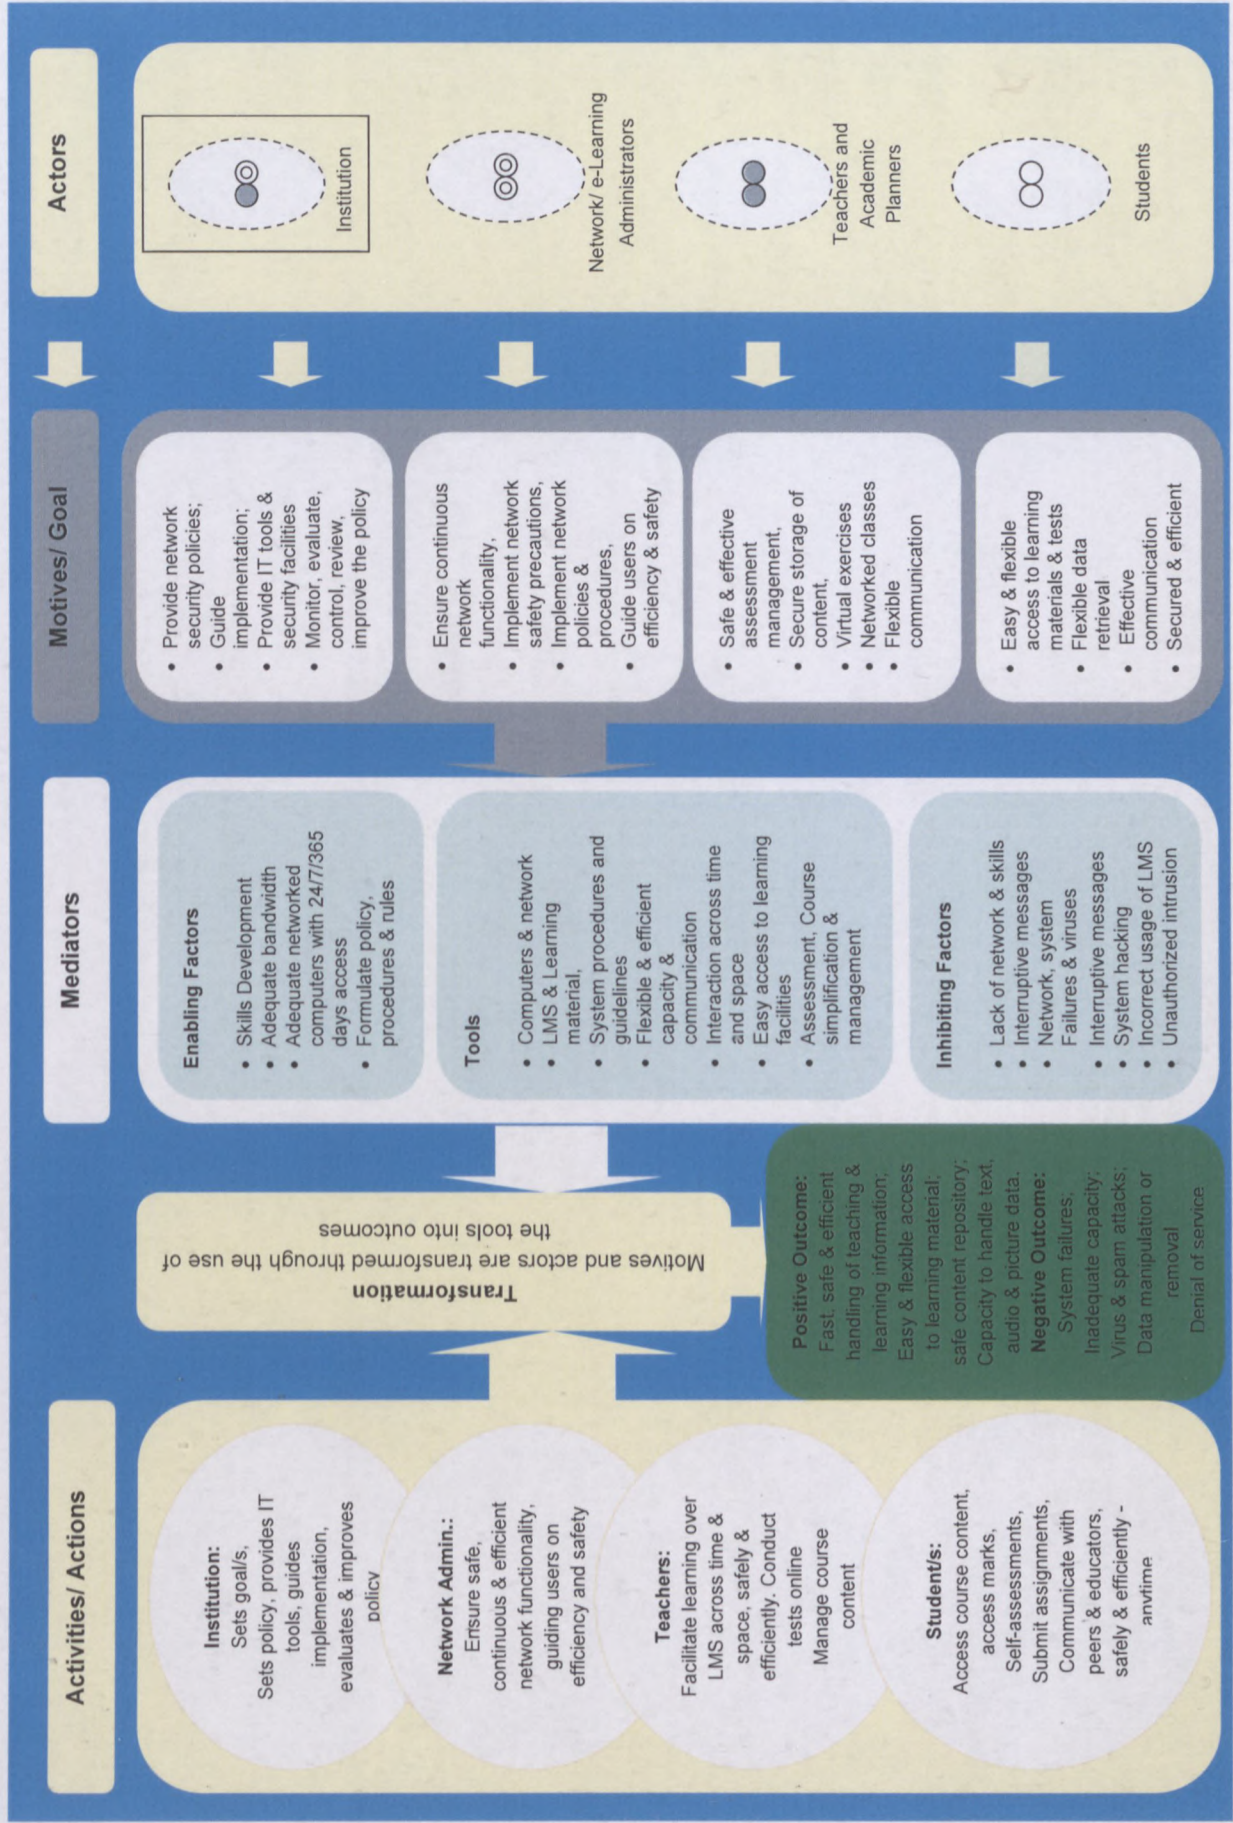 Activities/ Actions
Institution:
Sets goal/s,
Sets policy, provides IT
tools, guides
implementation,
evaluates & improves
policy
Network Admin.:
Ensure safe,
continuous & efficient
network functionality,
guiding users on
efficiency and safety
Teachers:
Facilitate learning over
LMS across time &
space, safely &
efficiently. Conduct
tests online
Manage course
content
Student/s:
Access course content,
access marks,
Self-assessments,
Submit assignments,
Communicate with
peers & educators,
safely & efficiently -
anytime
Transformation
Motives and actors are transformed through the use of
the tools into outcomes
Positive Outcome:
Fast, safe & efficient
handling of teaching &
learning information;
Easy & flexible access
to learning material;
safe content repository;
Capacity to handle text,
audio & picture data.
Negative Outcome:
System failures;
Inadequate capacity;
Virus & spam attacks;
Data manipulation or
removal
Denial of service
Mediators
Enabling Factors
• Skills Development
• Adequate bandwidth
• Adequate networked
computers with 24/7/365
days access
• Formulate policy,
procedures & rules
Tools
• Computers & network
• LMS & Learning
material,
• System procedures and
guidelines
• Flexible & efficient
capacity &
communication
• Interaction across time
and space
• Easy access to learning
facilities
• Assessment, Course
simplification &
management
Inhibiting Factors
• Lack of network & skills
• Interruptive messages
• Network, system
Failures & viruses
• Interruptive messages
• System hacking
• Incorrect usage of LMS
• Unauthorized intrusion
Motives/ Goal
• Provide network
security policies;
• Guide
implementation;
• Provide IT tools &
security facilities
• Monitor, evaluate,
control, review,
improve the policy
• Ensure continuous
network
functionality,
• Implement network
safety precautions,
• Implement network
policies &
procedures,
• Guide users on
efficiency & safety
• Safe & effective
assessment
management,
• Secure storage of
content,
• Virtual exercises
• Networked classes
• Flexible
communication
• Easy & flexible
access to learning
materials & tests
• Flexible data
retrieval
• Effective
communication
• Secured & efficient
Actors
Institution
Network/ e-Learning
Administrators
Teachers and
Academic
Planners
Students